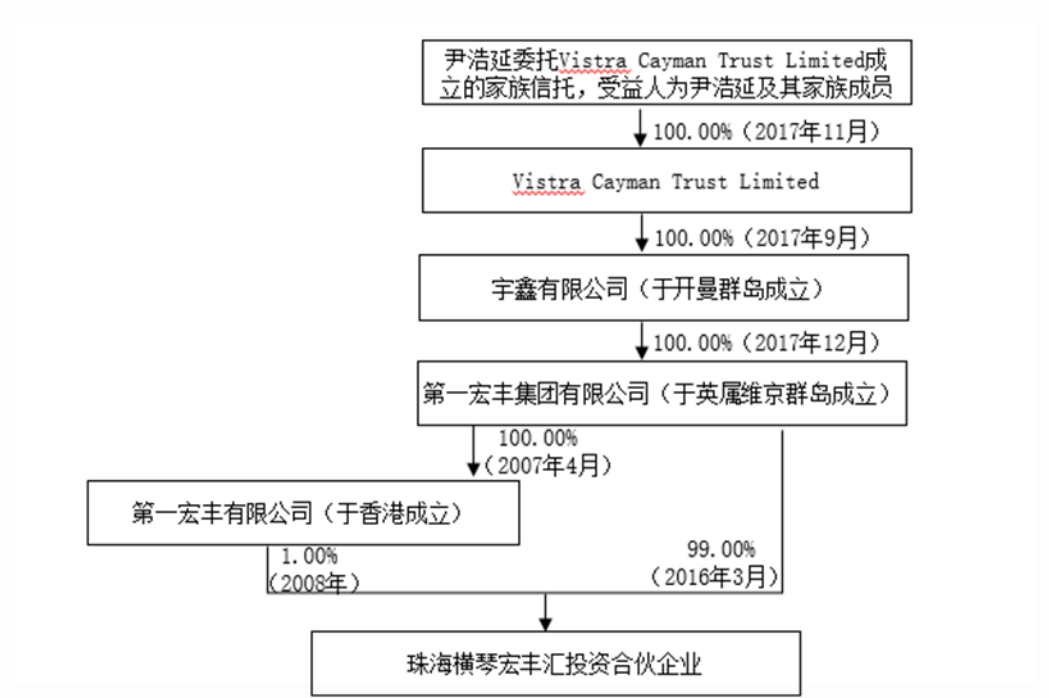 尹浩延委托Vistra Cayman Trust Limited成
立的家族信托，受益人为尹浩延及其家族成员
100.00%（2017年11月）
Vistra Cayman Trust Limited
100.00%（2017年9月）
宇鑫有限公司（于开曼群岛成立）
100.00%（2017年12月）
第一宏丰集团有限公司（于英属维京群岛成立）
100.00%
（2007年4月）
第一宏丰有限公司（于香港成立）
1.00%
（2008年）
99.00%
（2016年3月）
珠海横琴宏丰汇投资合伙企业